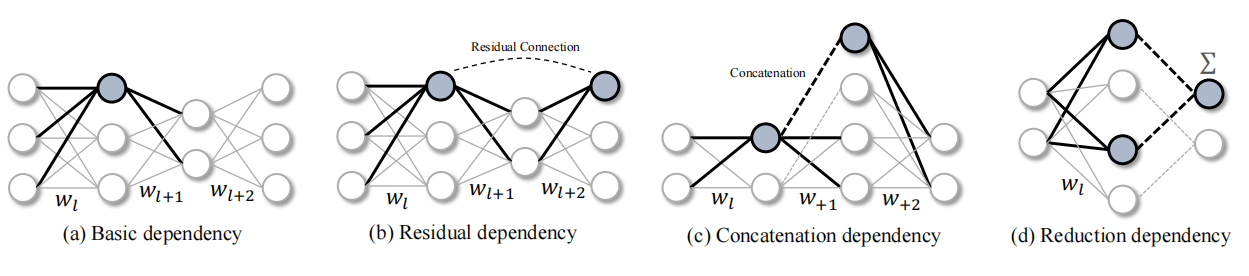 Residual Connection
Concatenation
Σ
w_l
w_{l+1}
w_{l+2}
w_l
w_{l+1}
w_{l+2}
w_l
w_{+1}
w_{+2}
w_l
(a) Basic dependency
(b) Residual dependency
(c) Concatenation dependency
(d) Reduction dependency